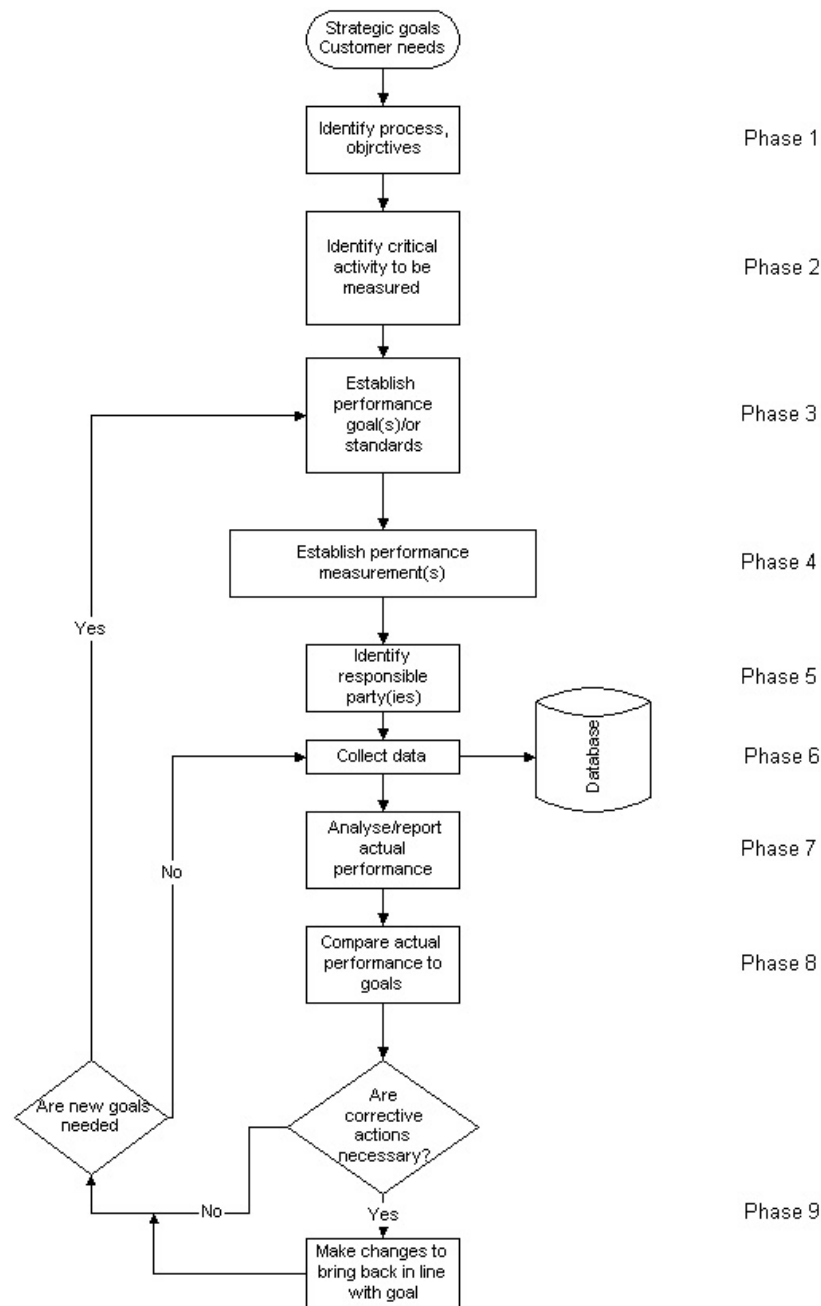 Strategic goals
Customer needs
Identify process,
objrctives
Phase 1
Identify critical
activity to be
measured
Phase 2
Establish
performance
goal(s)/or
standards
Phase 3
Establish performance
measurement(s)
Phase 4
Yes
Identify
responsible
party(ies)
Phase 5
Collect data
Database
Phase 6
Analyse/report
actual
performance
Phase 7
No
Compare actual
performance to
goals
Phase 8
Are new goals
needed
Are
corrective
actions
necessary?
No
Yes
Phase 9
Make changes to
bring back in line
with goal